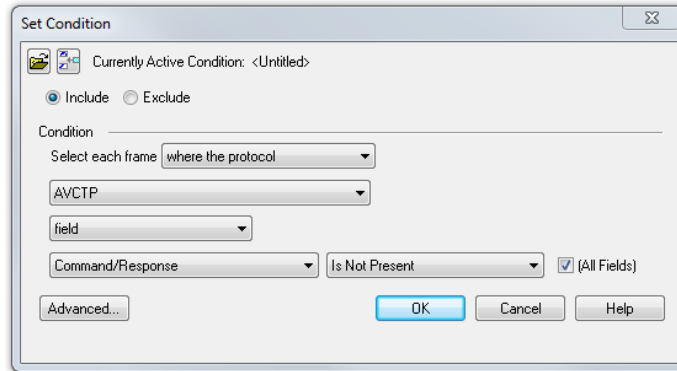 Set Condition
Currently Active Condition: <Untitled>
Include Exclude
Condition
Select each frame where the protocol
AVCTP
field
Command/Response Is Not Present (All Fields)
Advanced... OK Cancel Help